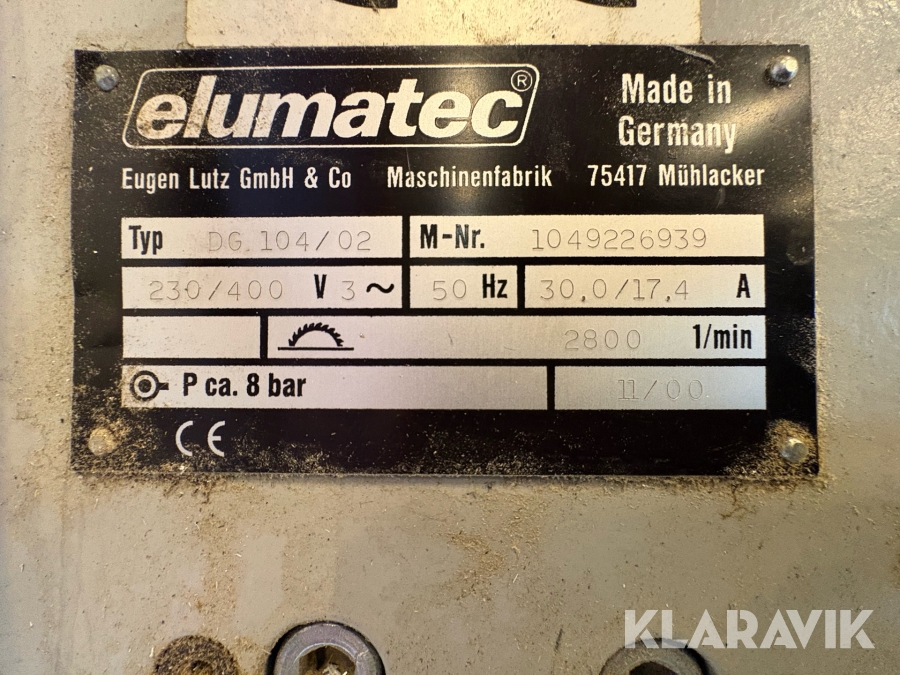 elumatec®
Made in
Germany
Eugen Lutz GmbH & Co Maschinenfabrik 75417 Mühlacker
Typ DG 104/02 M-Nr. 1049226939
230/400 V 3~ 50 Hz 30,0/17,4 A
2800 1/min
P ca. 8 bar 11/00
CE
KLARAVIK